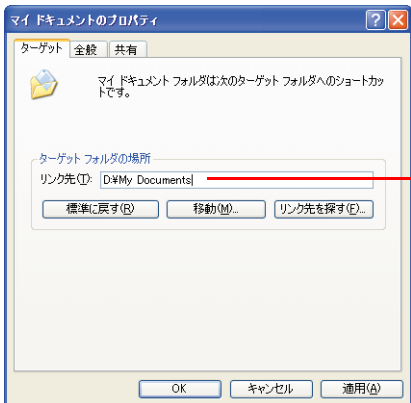 マイ ドキュメントのプロパティ
ターゲット 全般 共有
マイ ドキュメント フォルダは次のターゲット フォルダへのショートカッ
トです。
ターゲット フォルダの場所
リンク先(T): D:¥My Documents
標準に戻す(R) 移動(M)... リンク先を探す(F)...
OK キャンセル 適用(A)